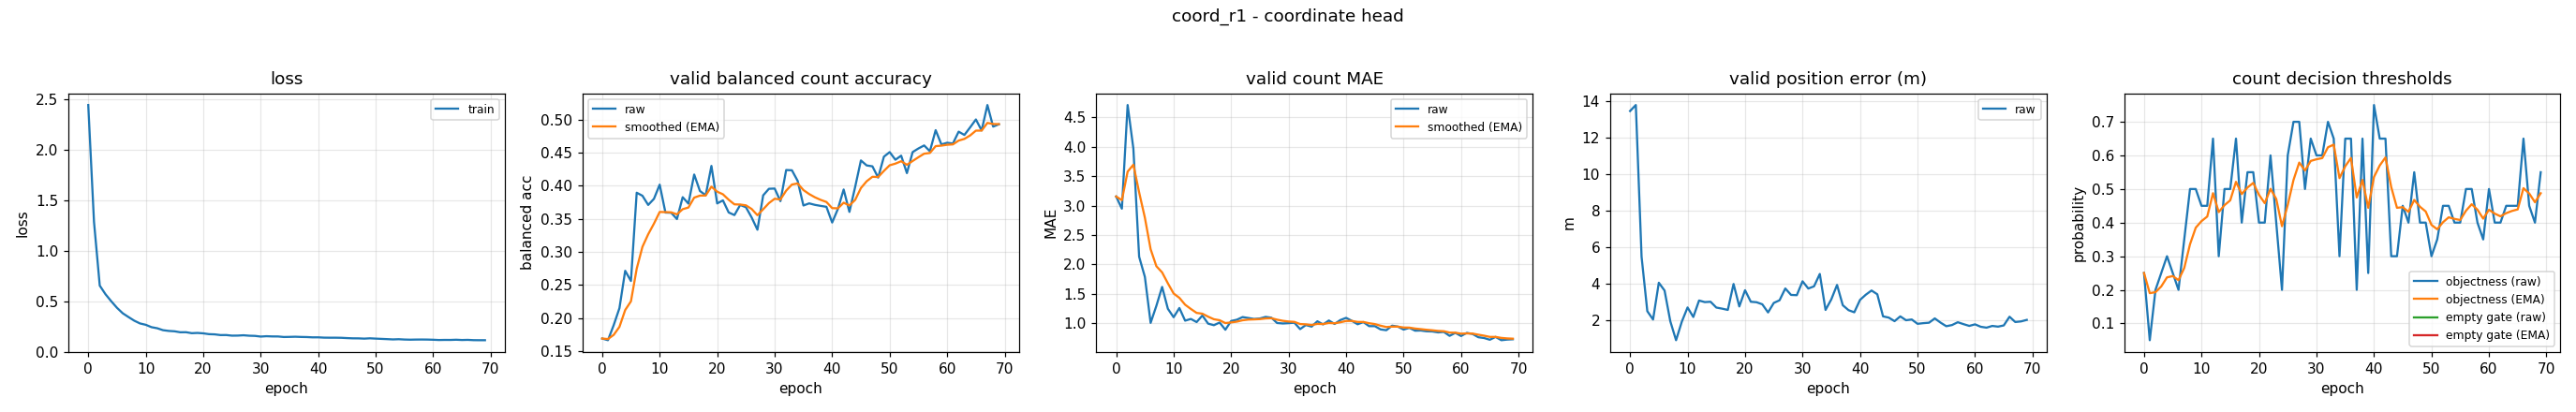 coord_r1 - coordinate head
loss
loss
2.5
2.0
1.5
1.0
0.5
0.0
0 10 20 30 40 50 60 70
epoch
train
valid balanced count accuracy
balanced acc
0.50
0.45
0.40
0.35
0.30
0.25
0.20
0.15
0 10 20 30 40 50 60 70
epoch
raw
smoothed (EMA)
valid count MAE
MAE
4.5
4.0
3.5
3.0
2.5
2.0
1.5
1.0
0 10 20 30 40 50 60 70
epoch
raw
smoothed (EMA)
valid position error (m)
m
14
12
10
8
6
4
2
0 10 20 30 40 50 60 70
epoch
raw
count decision thresholds
probability
0.7
0.6
0.5
0.4
0.3
0.2
0.1
0 10 20 30 40 50 60 70
epoch
objectness (raw)
objectness (EMA)
empty gate (raw)
empty gate (EMA)